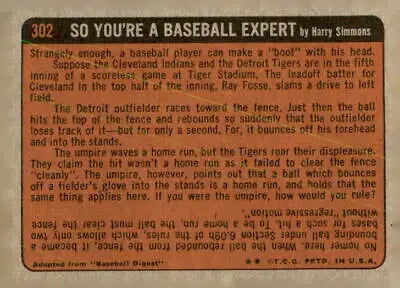 302 SO YOU'RE A BASEBALL EXPERT by Harry Simmons
Strangely enough, a baseball player can make a "boot" with his head.
Suppose the Cleveland Indians and the Detroit Tigers are in the fifth
inning of a scoreless game at Tiger Stadium. The leadoff batter for
Cleveland in the top half of the inning, Ray Fosse, slams a drive to left
field.
The Detroit outfielder races toward the fence. Just then the ball
hits the top of the fence and rebounds so suddenly that the outfielder
loses track of it—but for only a second. For, it bounces off his forehead
and into the stands.
The umpire waves a home run, but the Tigers roar their displeasure.
They claim the hit wasn't a home run as it failed to clear the fence
"cleanly". The umpire, however, points out that a ball which bounces
off a fielder's glove into the stands is a home run, and holds that the
same thing applies here. If you were the umpire, how would you rule?
No homer here. When the ball rebounded from the fence, it became a
section 6.09h of the rules, which allows only two
bases for such a hit. To be a home run, the ball must clear the fence
without "regressive motion".
Adapted from "Baseball Digest" ** © T.C.G. PRTD. IN U.S.A.